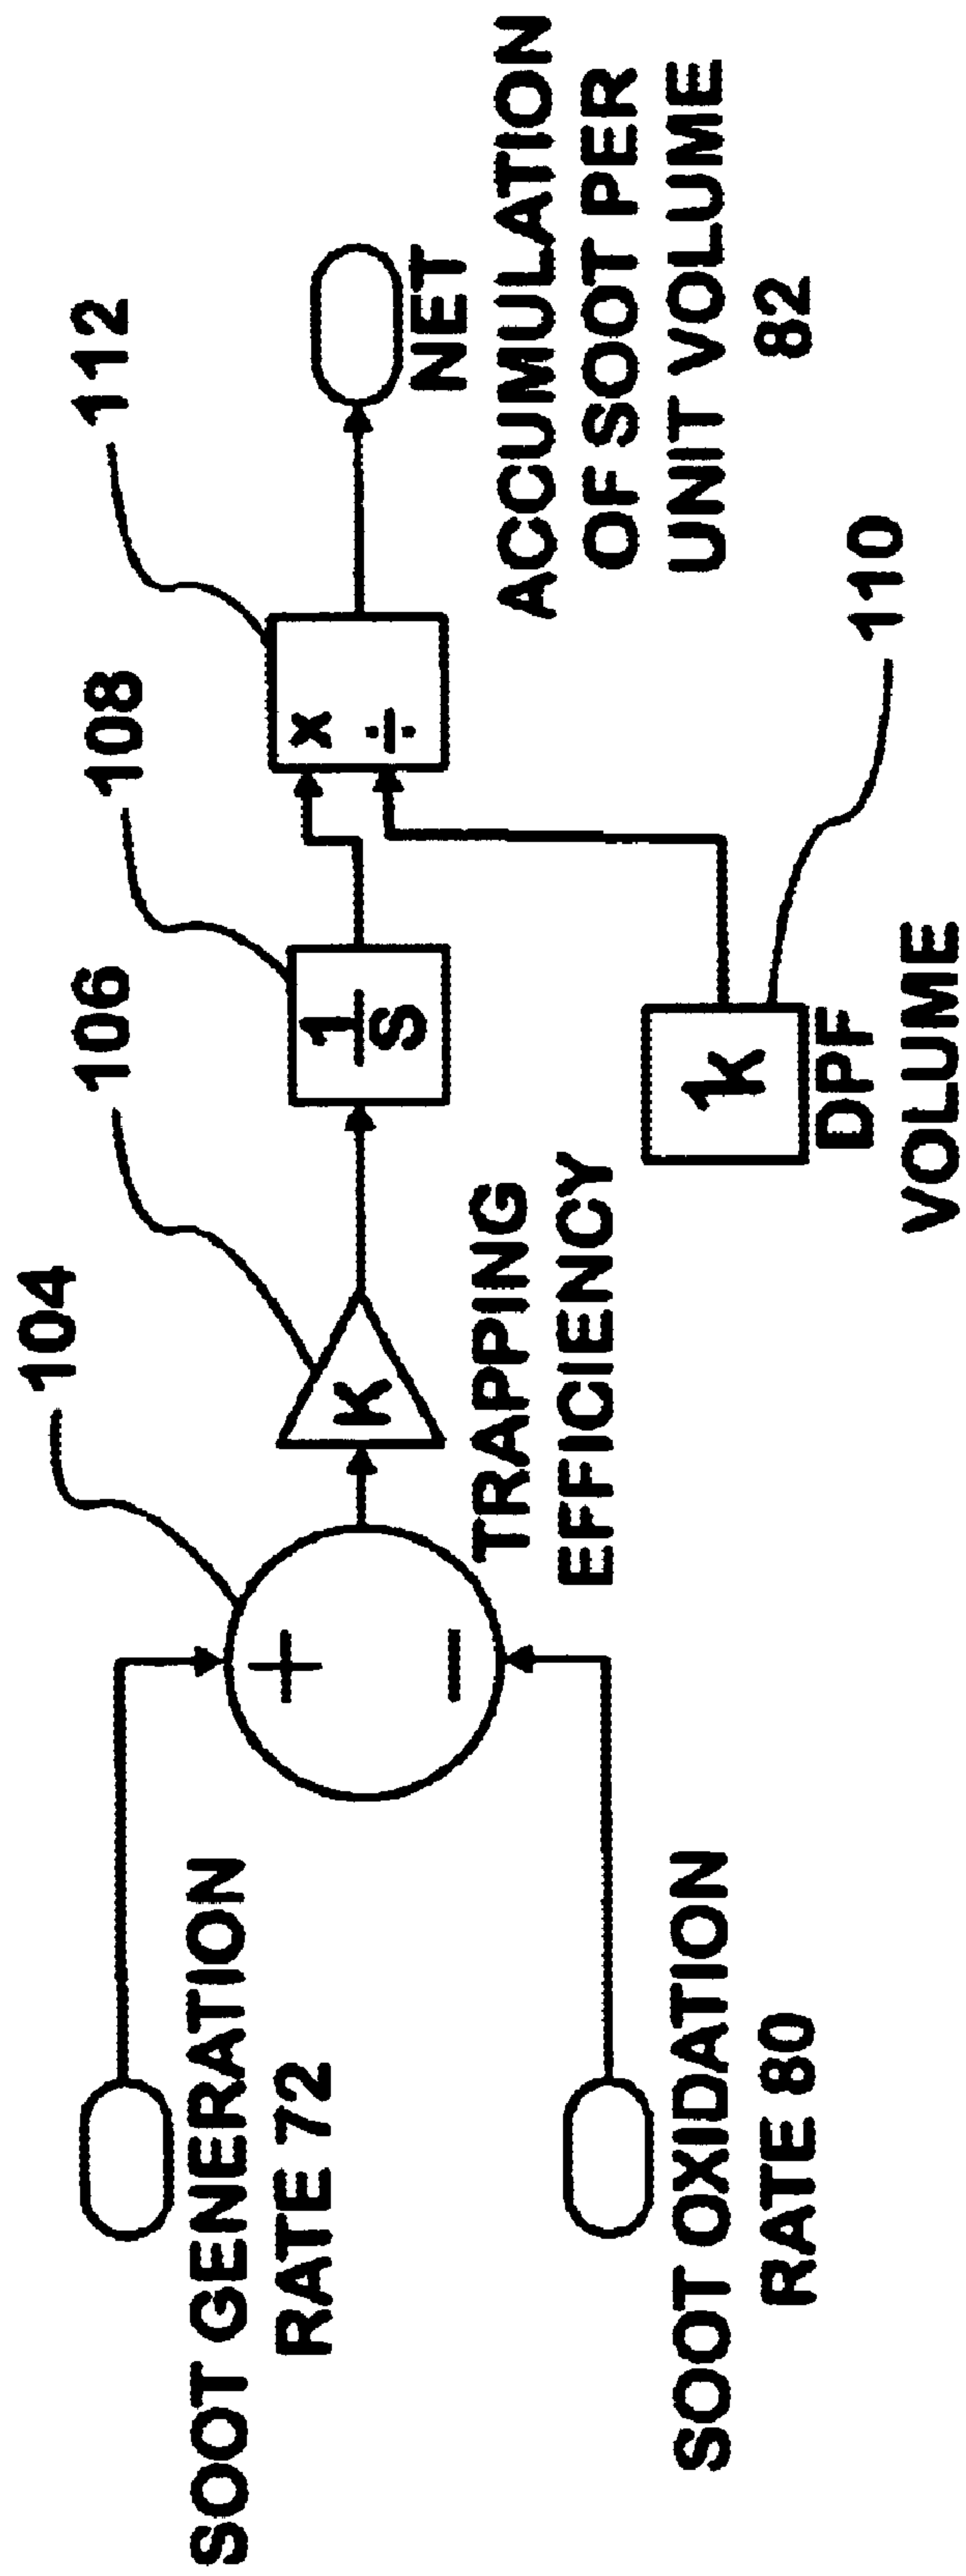 SOOT GENERATION
RATE 72
104
+
−
SOOT OXIDATION
RATE 80
106
K
TRAPPING
EFFICIENCY
108
1
S
k
DPF
VOLUME
110
112
x
÷
NET
ACCUMULATION
OF SOOT PER
UNIT VOLUME
82